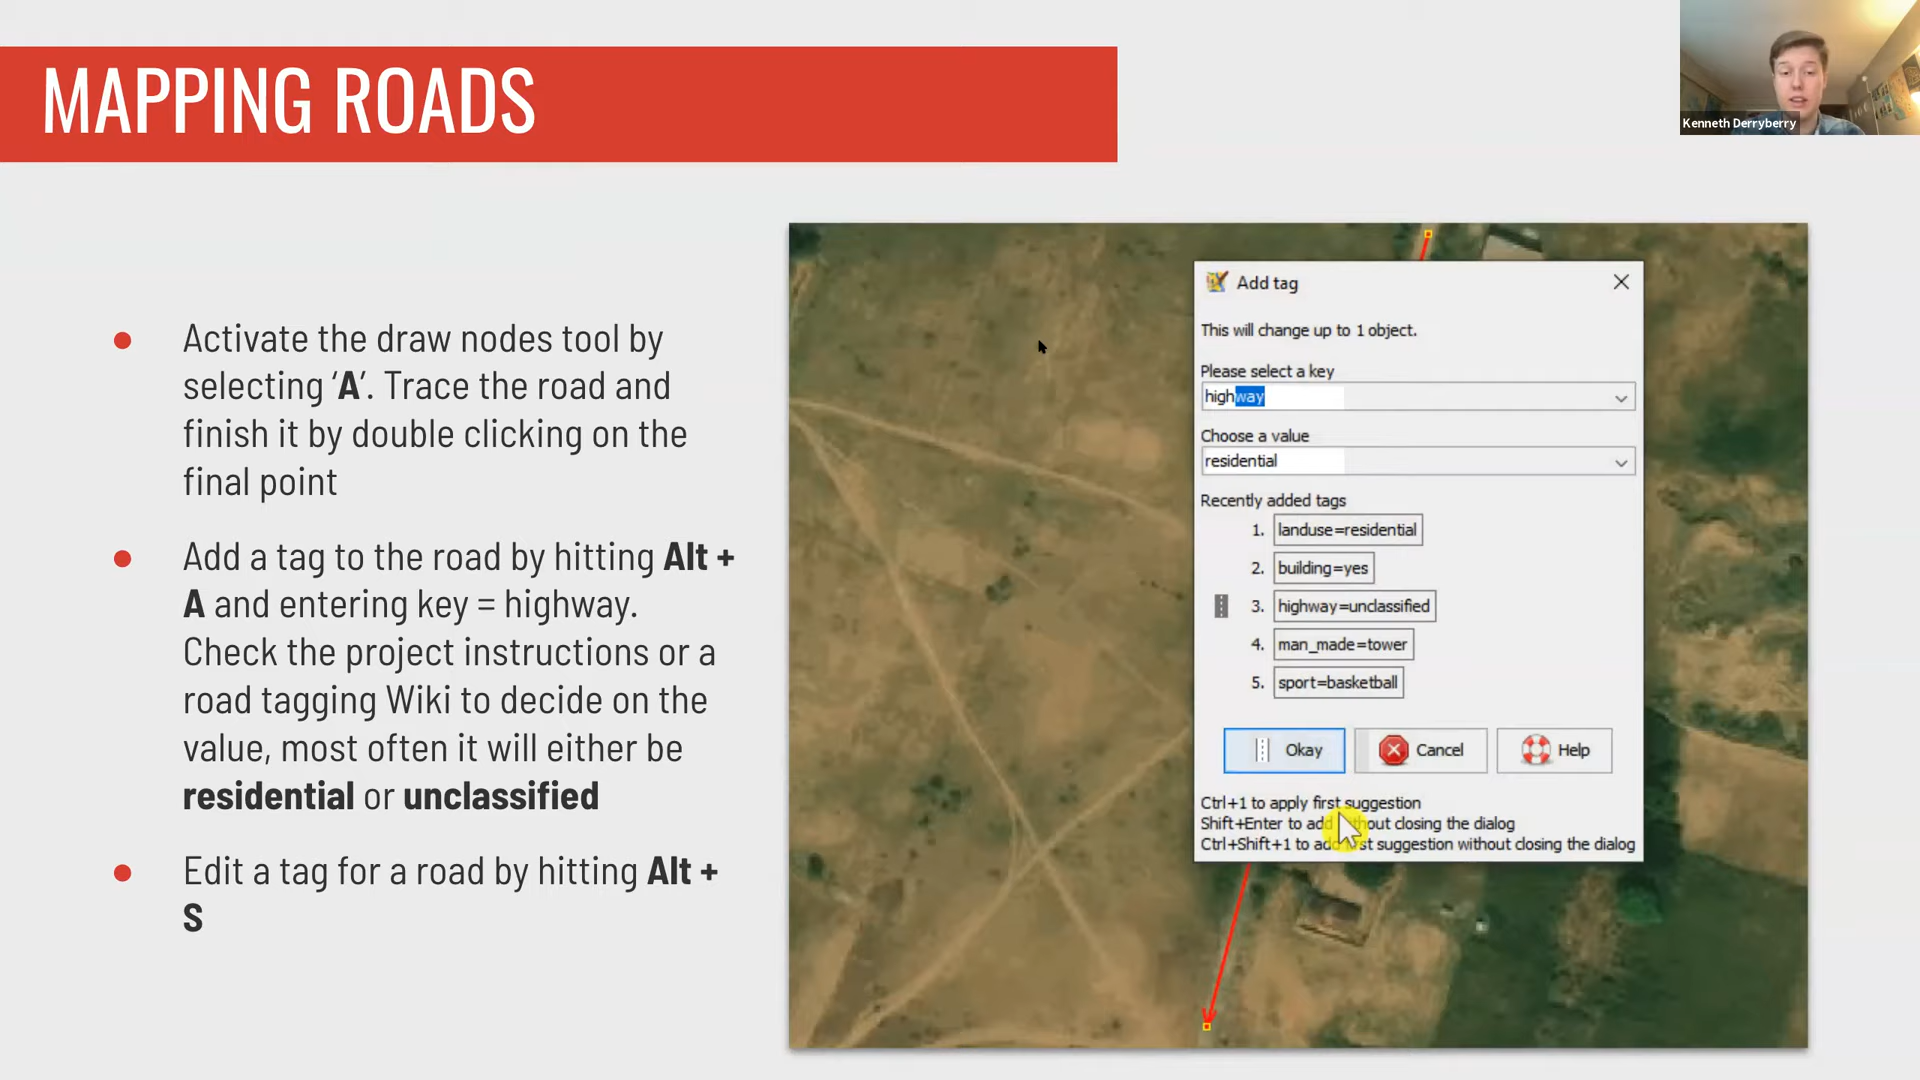 MAPPING ROADS
Kenneth Derryberry
Activate the draw nodes tool by
selecting ‘A’. Trace the road and
finish it by double clicking on the
final point
Add a tag to the road by hitting Alt +
A and entering key = highway.
Check the project instructions or a
road tagging Wiki to decide on the
value, most often it will either be
residential or unclassified
Edit a tag for a road by hitting Alt +
S
Add tag
This will change up to 1 object.
Please select a key
highway
Choose a value
residential
Recently added tags
1. landuse=residential
2. building=yes
3. highway=unclassified
4. man_made=tower
5. sport=basketball
Okay Cancel Help
Ctrl+1 to apply first suggestion
Shift+Enter to add without closing the dialog
Ctrl+Shift+1 to add first suggestion without closing the dialog